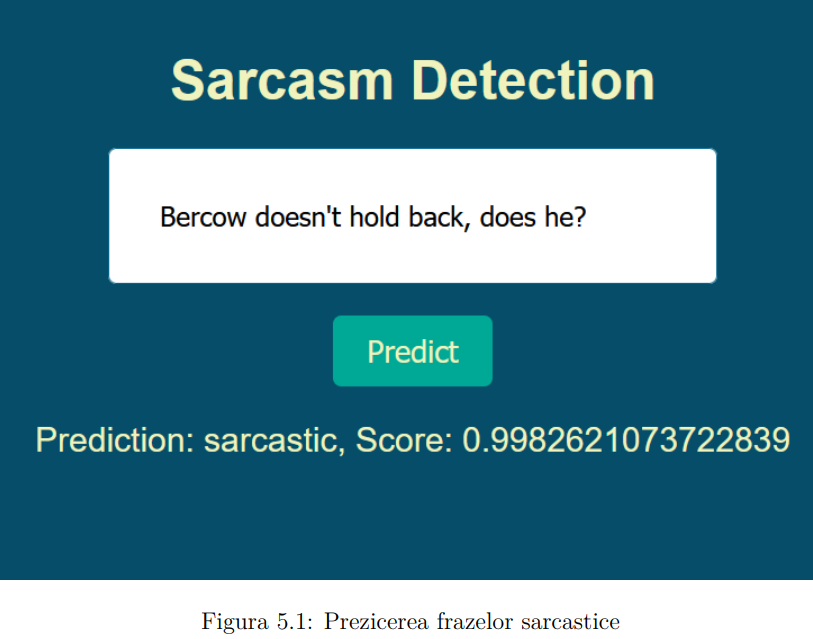 Sarcasm Detection
Bercow doesn't hold back, does he?
Predict
Prediction: sarcastic, Score: 0.9982621073722839
Figura 5.1: Prezicerea frazelor sarcastice